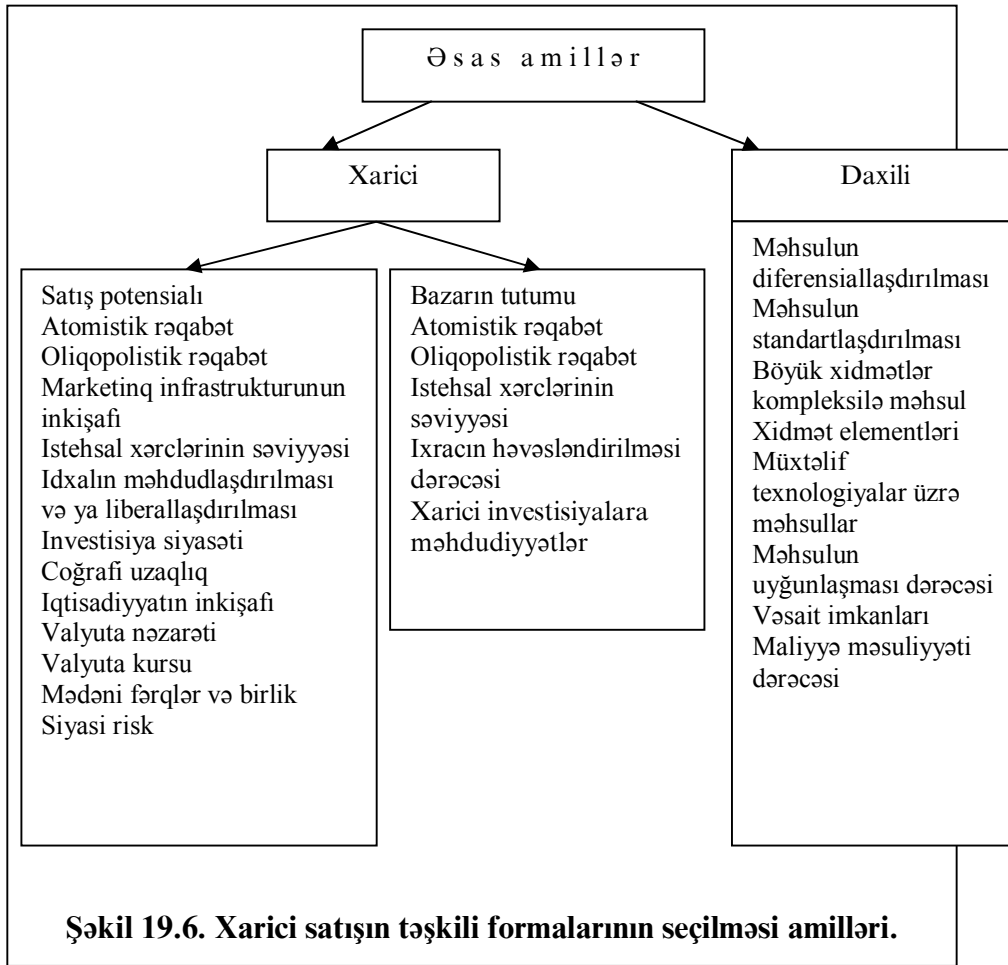 Ə s a s a m i l l ə r
Xarici
Daxili
Satış potensialı
Atomistik rəqabət
Oliqopolistik rəqabət
Marketinq infrastrukturunun
inkişafı
Istehsal xərclərinin səviyyəsi
Idxalın məhdudlaşdırılması
və ya liberallaşdırılması
Investisiya siyasəti
Coğrafi uzaqlıq
Iqtisadiyyatın inkişafı
Valyuta nəzarəti
Valyuta kursu
Mədəni fərqlər və birlik
Siyasi risk
Bazarın tutumu
Atomistik rəqabət
Oliqopolistik rəqabət
Istehsal xərclərinin
səviyyəsi
Ixracın həvəsləndirilməsi
dərəcəsi
Xarici investisiyalara
məhdudiyyətlər
Məhsulun
diferensiallaşdırılması
Məhsulun
standartlaşdırılması
Böyük xidmətlər
kompleksilə məhsul
Xidmət elementləri
Müxtəlif
texnologiyalar üzrə
məhsullar
Məhsulun
uyğunlaşması dərəcəsi
Vəsait imkanları
Maliyyə məsuliyyəti
dərəcəsi
Şəkil 19.6. Xarici satışın təşkili formalarının seçilməsi amilləri.